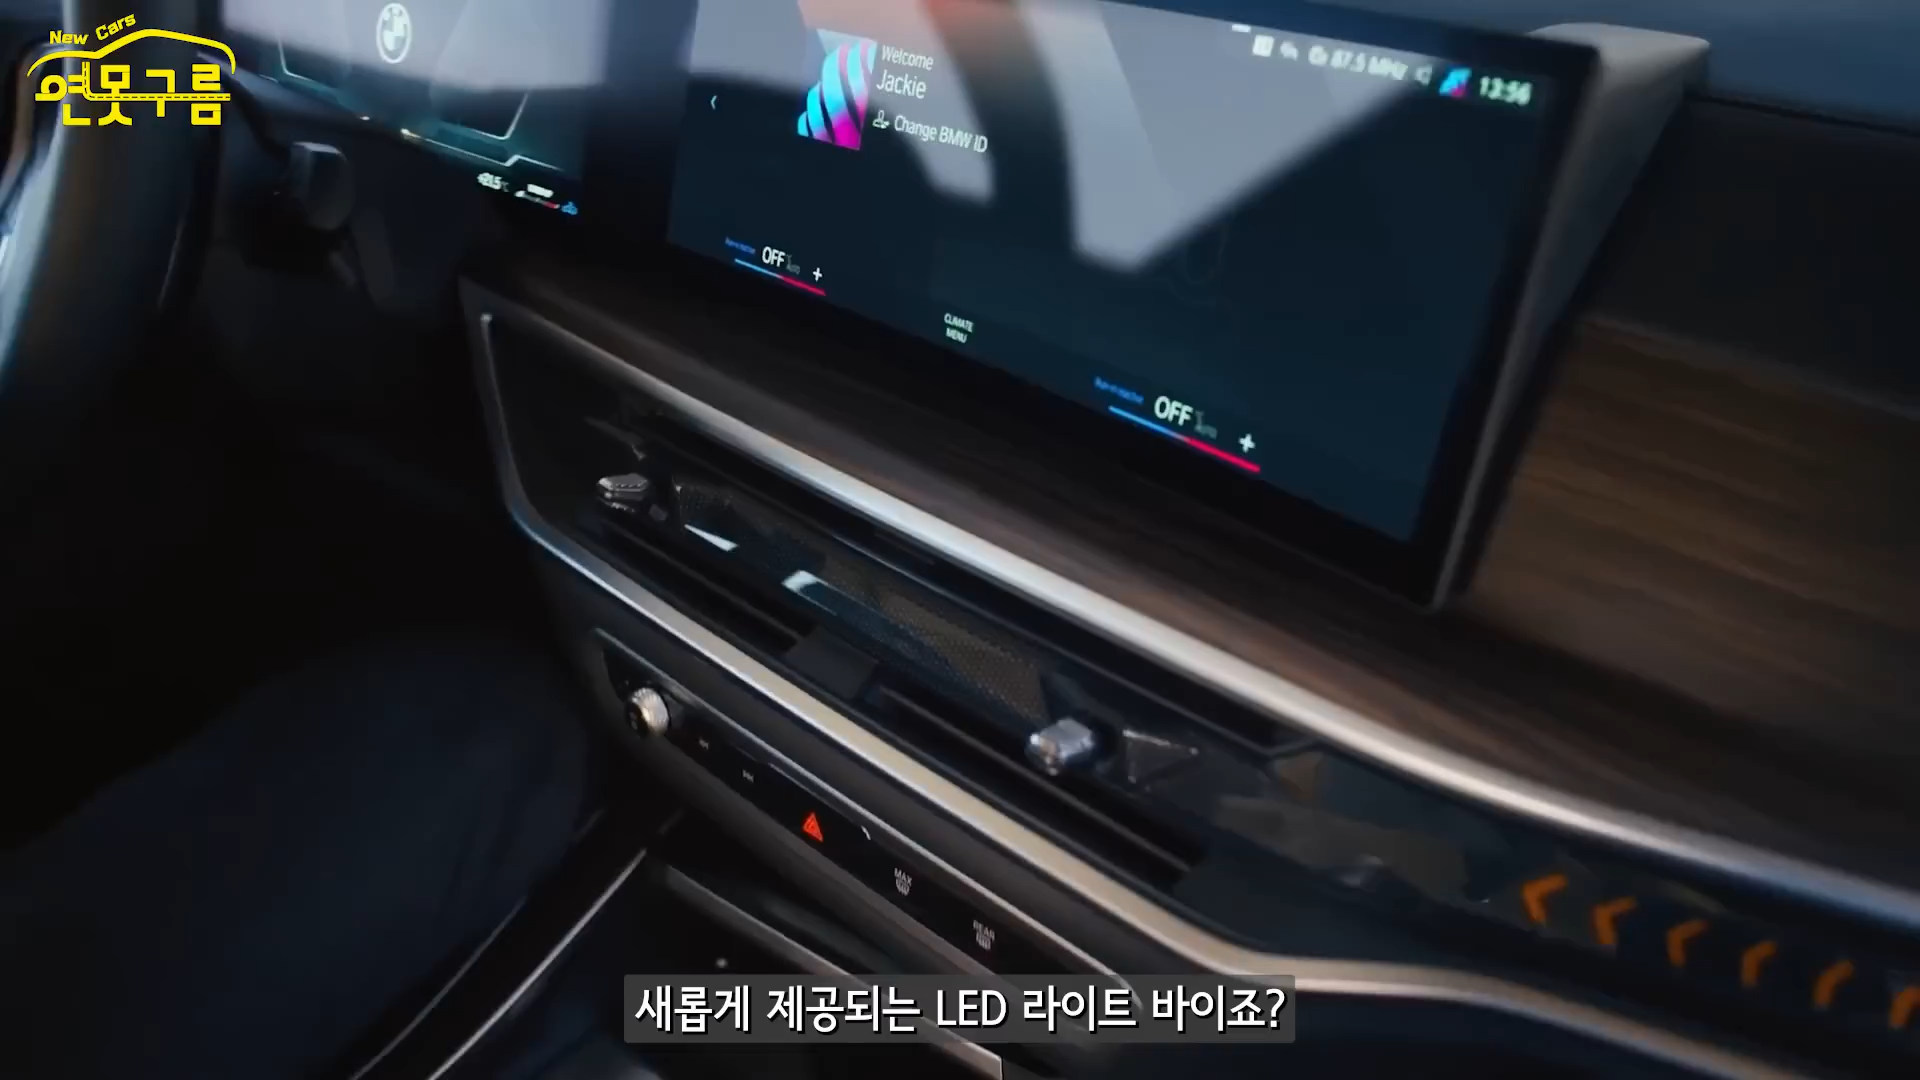 New Cars
연못구름
Welcome
Jackie
Change BMW ID
87.5 MHz
13:56
OFF
+
CLIMATE
MENU
OFF
+
MAX
REAR
새롭게 제공되는 LED 라이트 바이죠?